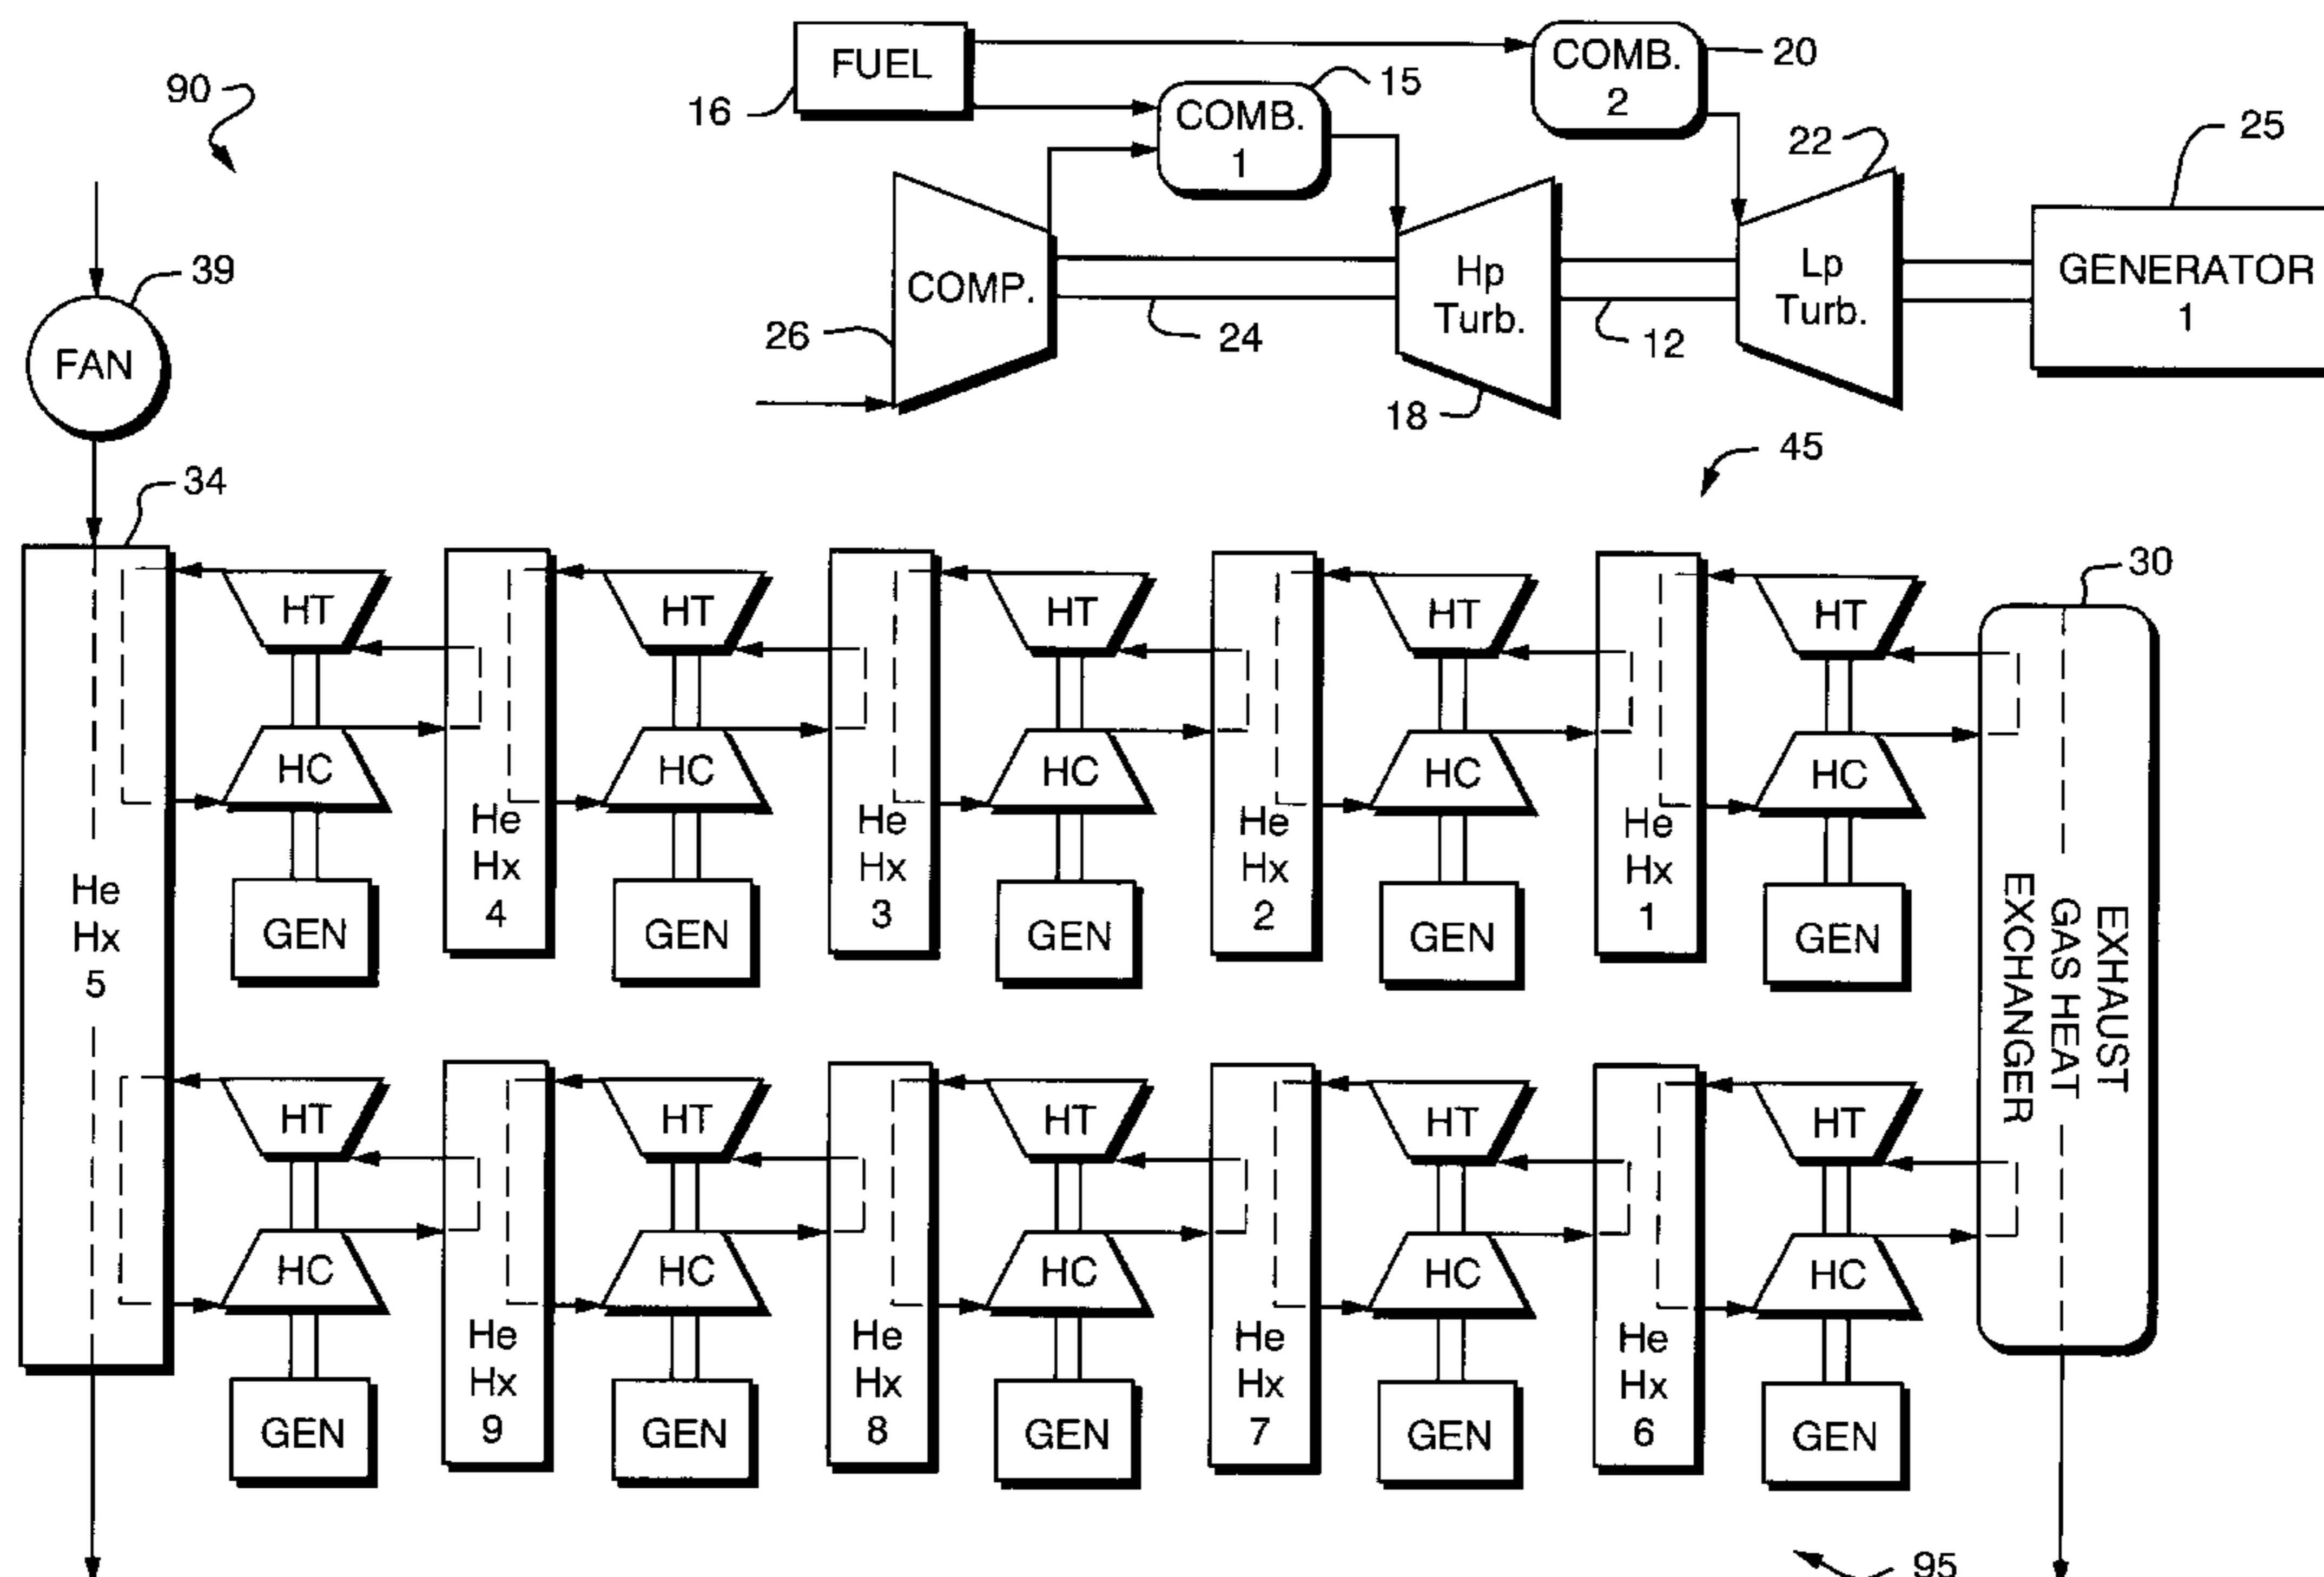 FUEL
COMB.
2
20
90
16
15
COMB.
1
22
25
39
FAN
COMP.
26
24
Hp
Turb.
18
12
Lp
Turb.
GENERATOR
1
45
34
30
HT
HT
HT
HT
HT
HC
HC
HC
HC
HC
He
Hx
5
He
Hx
4
He
Hx
3
He
Hx
2
He
Hx
1
GEN
GEN
GEN
GEN
GEN
EXHAUST
GAS HEAT
EXCHANGER
HT
HT
HT
HT
HT
HC
HC
HC
HC
HC
He
Hx
9
He
Hx
8
He
Hx
7
He
Hx
6
GEN
GEN
GEN
GEN
GEN
95